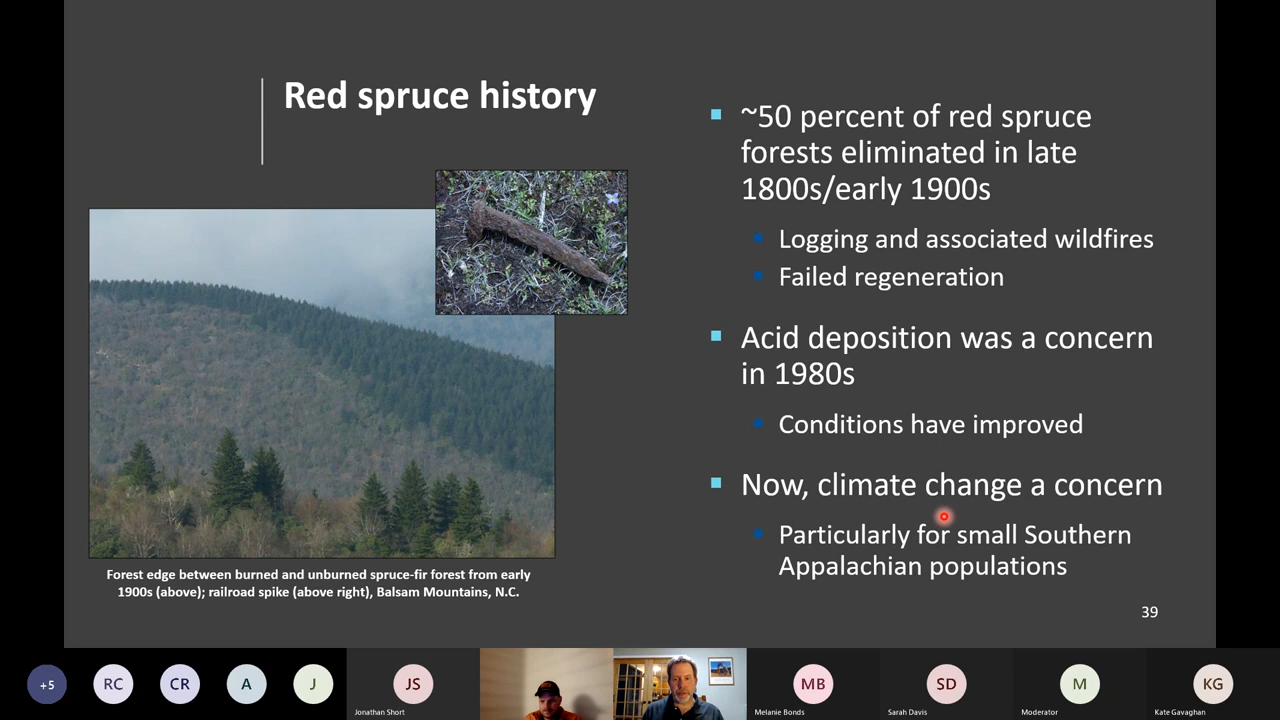 Red spruce history
~50 percent of red spruce
forests eliminated in late
1800s/early 1900s
Logging and associated wildfires
Failed regeneration
Acid deposition was a concern
in 1980s
Conditions have improved
Now, climate change a concern
Particularly for small Southern
Appalachian populations
Forest edge between burned and unburned spruce-fir forest from early
1900s (above); railroad spike (above right), Balsam Mountains, N.C.
39
+5
RC
CR
A
J
JS
MB
SD
M
KG
Jonathan Short
Melanie Bonds
Sarah Davis
Moderator
Kate Gavaghan